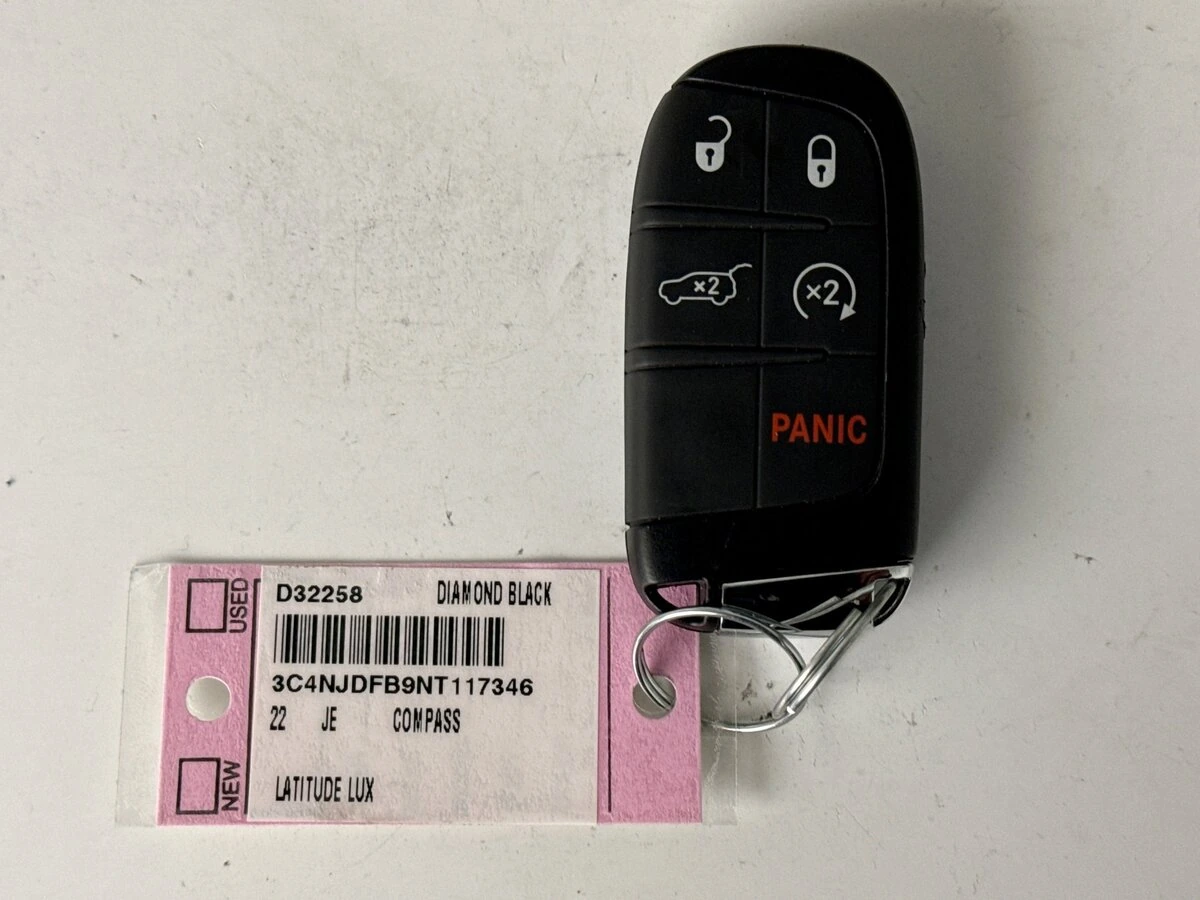 ×2 ×2
PANIC
USED
D32258 DIAMOND BLACK
3C4NJDFB9NT117346
22 JE COMPASS
NEW
LATITUDE LUX